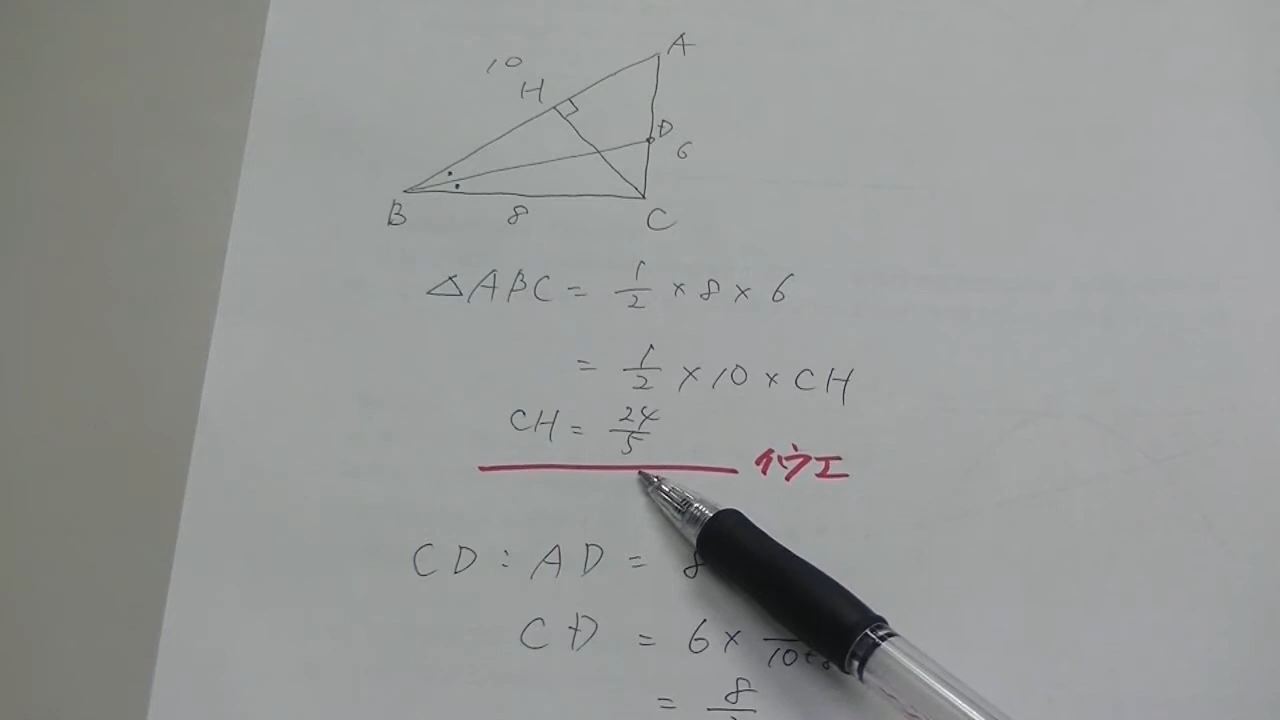 10
A
H
D
6
B
8
C
△ABC = 1/2 × 8 × 6
= 1/2 × 10 × CH
CH = 24/5
イウエ
CD : AD = 8
CD = 6 ×
= 8